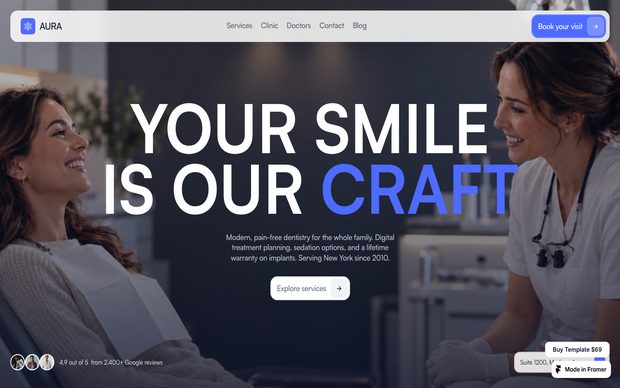 AURA
Services Clinic Doctors Contact Blog
Book your visit
YOUR SMILE
IS OUR CRAFT
Modern, pain-free dentistry for the whole family. Digital
treatment planning, sedation options, and a lifetime
warranty on implants. Serving New York since 2010.
Explore services
4.9 out of 5 from 2,400+ Google reviews
Buy Template $69
Suite 1200,
Made in Framer